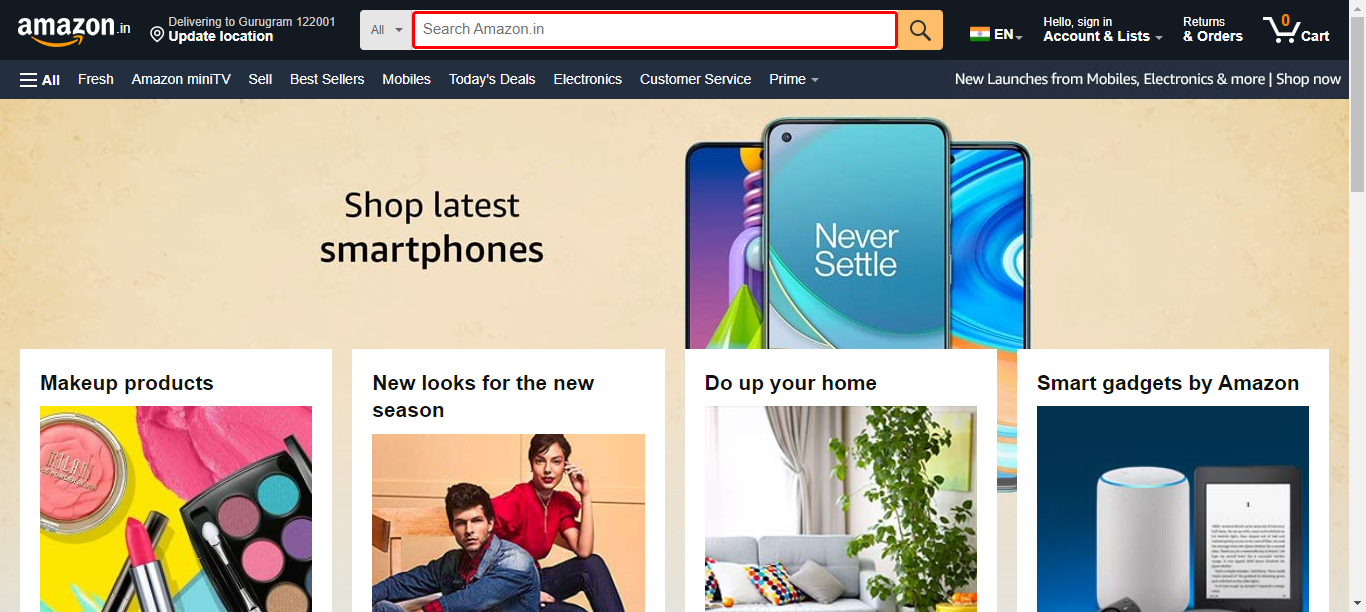 amazon.in
Delivering to Gurugram 122001
Update location
All
Search Amazon.in
EN
Hello, sign in
Account & Lists
Returns
& Orders
0
Cart
All Fresh Amazon miniTV Sell Best Sellers Mobiles Today's Deals Electronics Customer Service Prime New Launches from Mobiles, Electronics & more | Shop now
Shop latest
smartphones
Never
Settle
Makeup products
New looks for the new
season
Do up your home
Smart gadgets by Amazon
MILANI